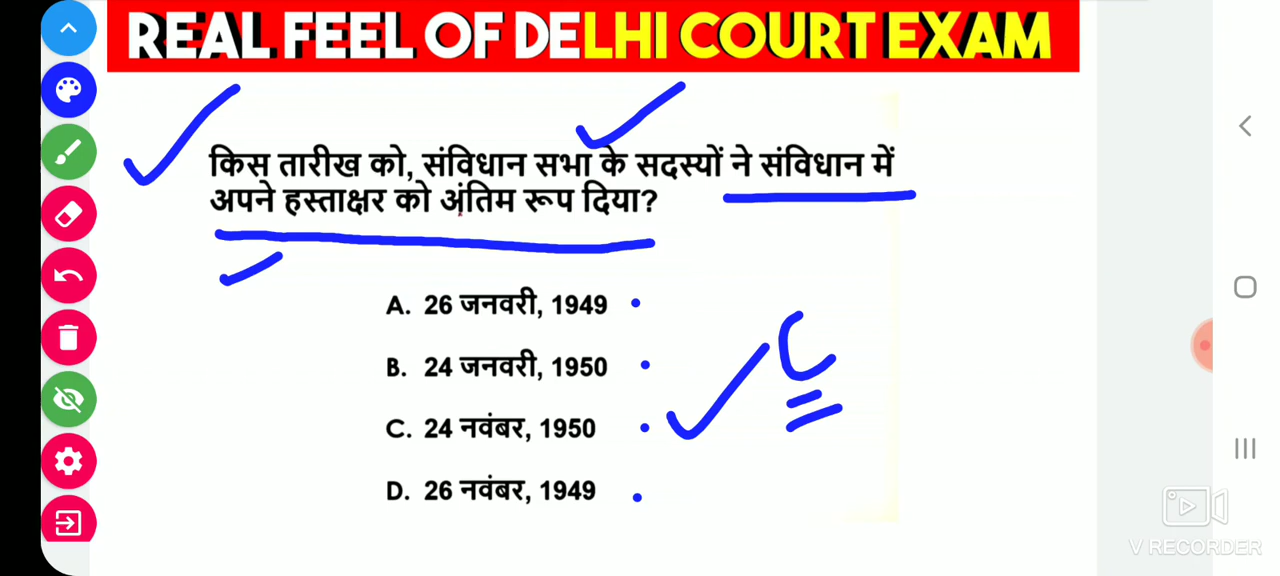 REAL FEEL OF DELHI COURT EXAM
किस तारीख को, संविधान सभा के सदस्यों ने संविधान में
अपने हस्ताक्षर को अंतिम रूप दिया?
A. 26 जनवरी, 1949
B. 24 जनवरी, 1950
C. 24 नवंबर, 1950
D. 26 नवंबर, 1949
C
V RECORDER